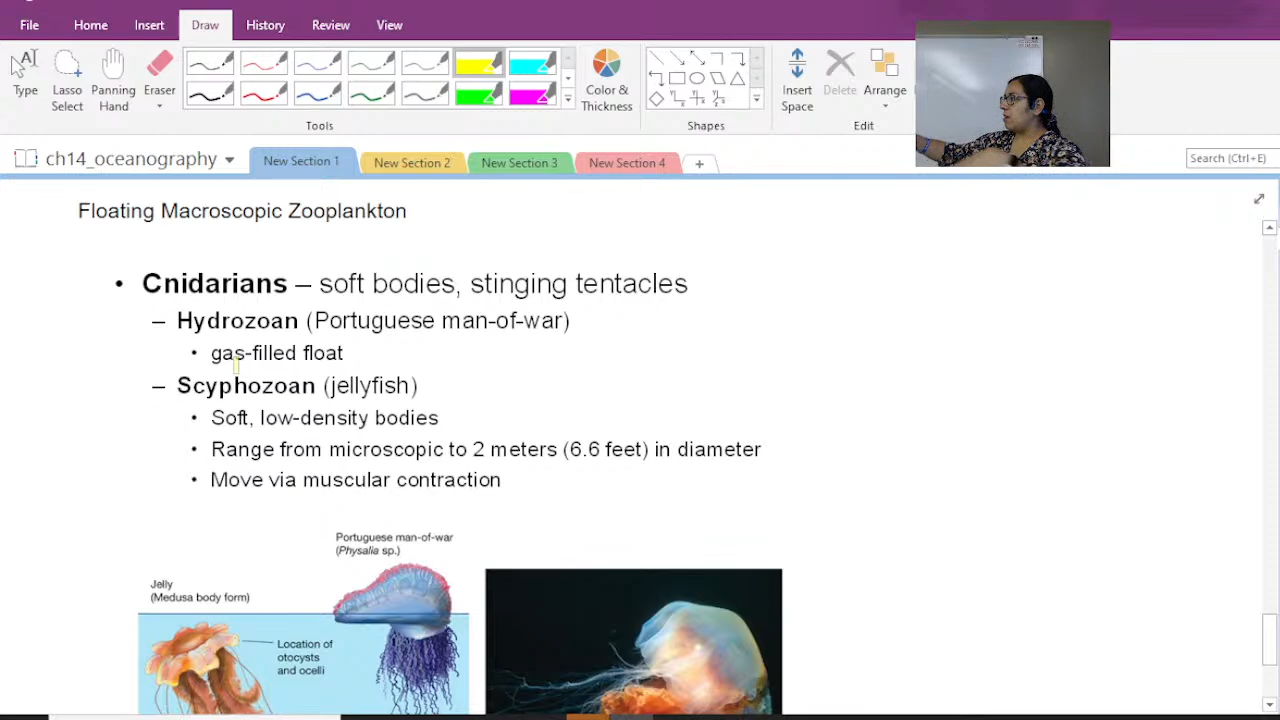 File Home Insert Draw History Review View
Type
Lasso Select
Panning Hand
Eraser
Color & Thickness
Insert Space
Delete
Arrange
Tools
Shapes
Edit
ch14_oceanography New Section 1 New Section 2 New Section 3 New Section 4 + Search (Ctrl+E)
Floating Macroscopic Zooplankton
• Cnidarians – soft bodies, stinging tentacles
– Hydrozoan (Portuguese man-of-war)
• gas-filled float
– Scyphozoan (jellyfish)
• Soft, low-density bodies
• Range from microscopic to 2 meters (6.6 feet) in diameter
• Move via muscular contraction
Portuguese man-of-war
(Physalia sp.)
Jelly
(Medusa body form)
Location of
otocysts
and ocelli